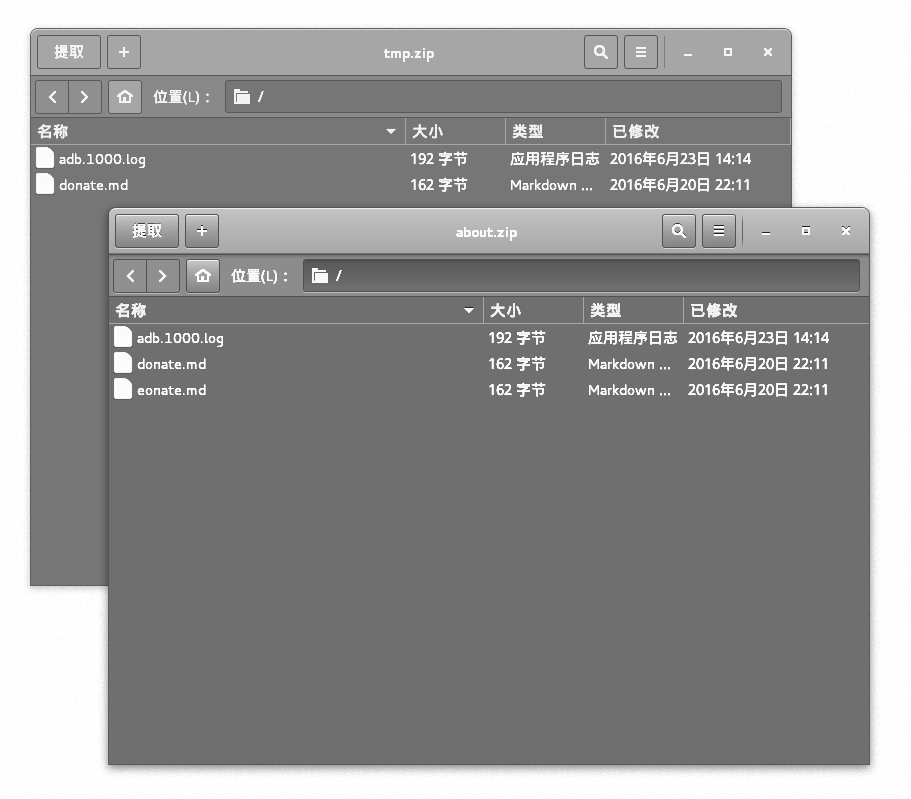 提取 + tmp.zip
位置(L)： /
名称 大小 类型 已修改
adb.1000.log 192 字节 应用程序日志 2016年6月23日 14:14
donate.md 162 字节 Markdown ... 2016年6月20日 22:11
提取 + about.zip
位置(L)： /
名称 大小 类型 已修改
adb.1000.log 192 字节 应用程序日志 2016年6月23日 14:14
donate.md 162 字节 Markdown ... 2016年6月20日 22:11
eonate.md 162 字节 Markdown ... 2016年6月20日 22:11